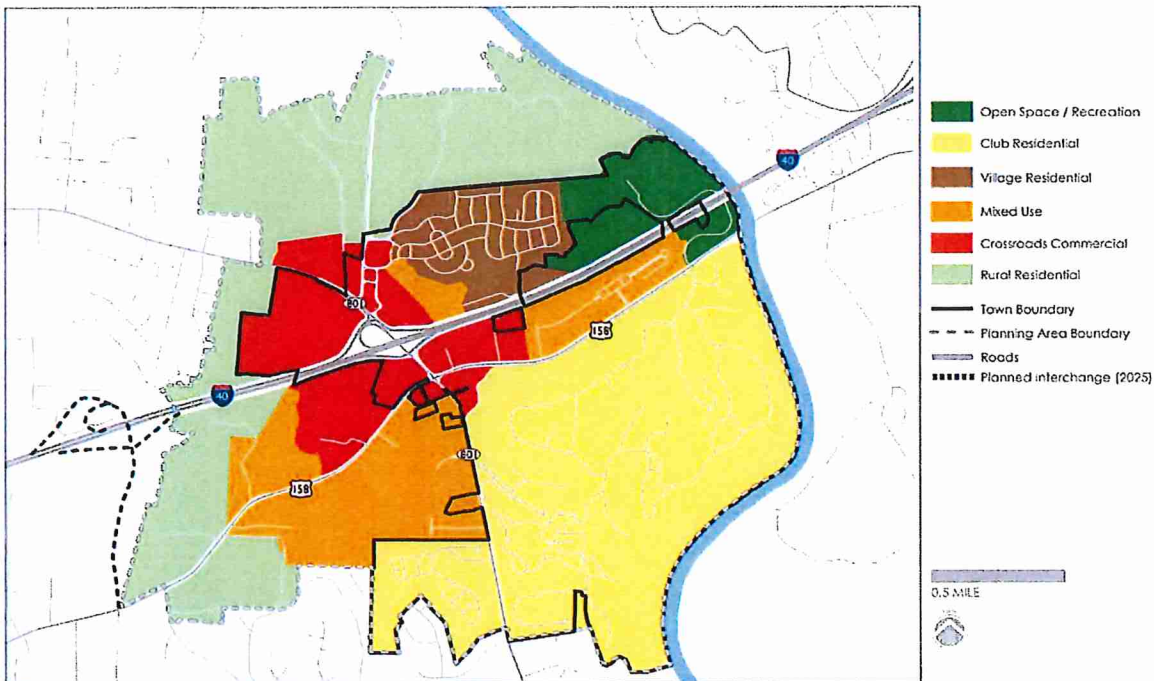 40
801
158
801
40
158
Open Space / Recreation
Club Residential
Village Residential
Mixed Use
Crossroads Commercial
Rural Residential
Town Boundary
Planning Area Boundary
Roads
Planned interchange (2025)
0.5 MILE